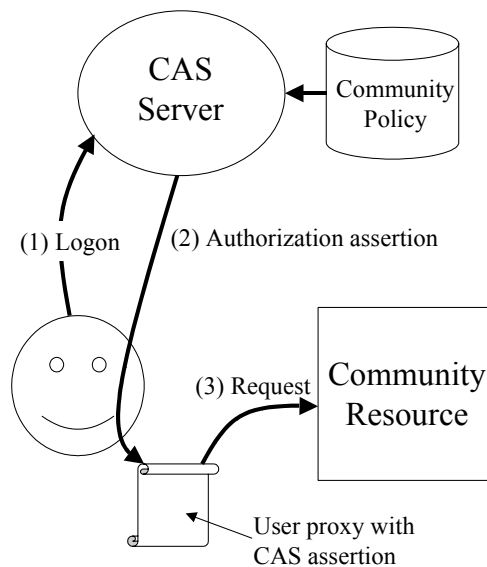 CAS
Server
Community
Policy
(1) Logon
(2) Authorization assertion
(3) Request
Community
Resource
User proxy with
CAS assertion